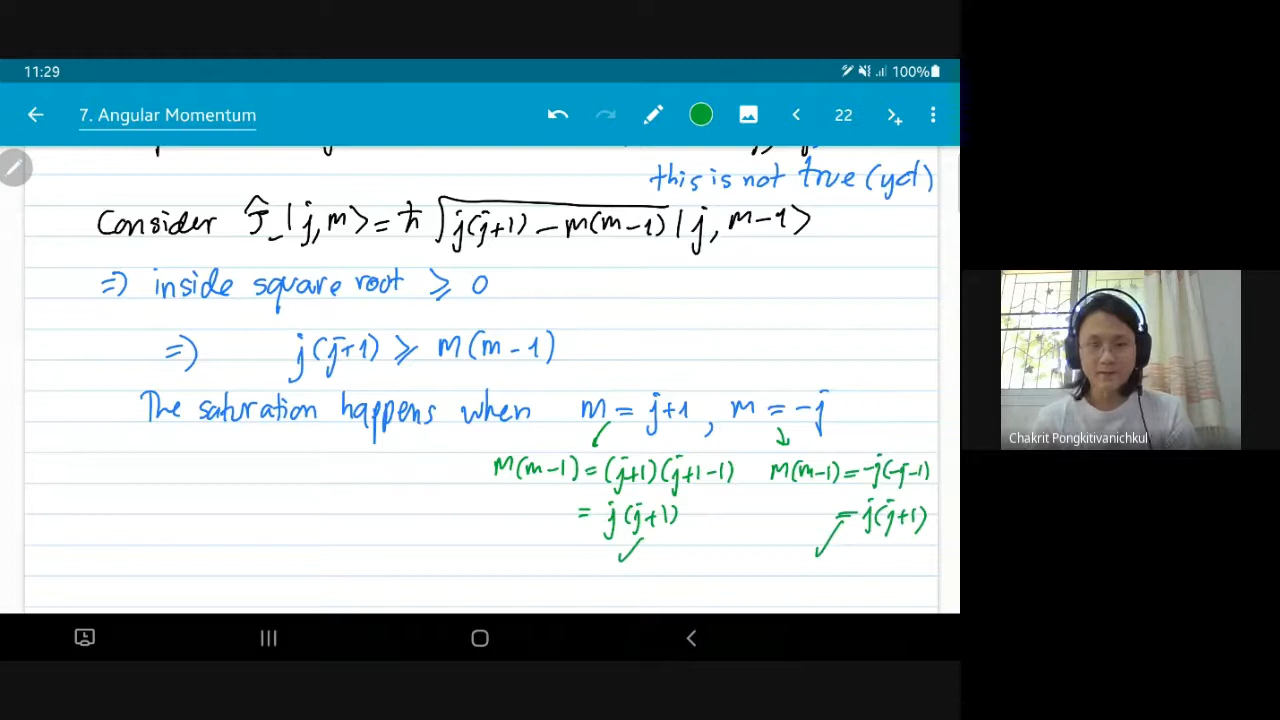 11:29
100%
7. Angular Momentum
22
this is not true (yet)
Consider Ĵ_|j,m> = ħ √j(j+1) - m(m-1) |j, m-1>
=> inside square root ⩾ 0
=> j(j+1) ⩾ m(m-1)
The saturation happens when m = j+1, m = -j
m(m-1) = (j+1)(j+1-1) m(m-1) = -j(-j-1)
= j(j+1) = j(j+1)
✓ ✓
Chakrit Pongkitivanichkul